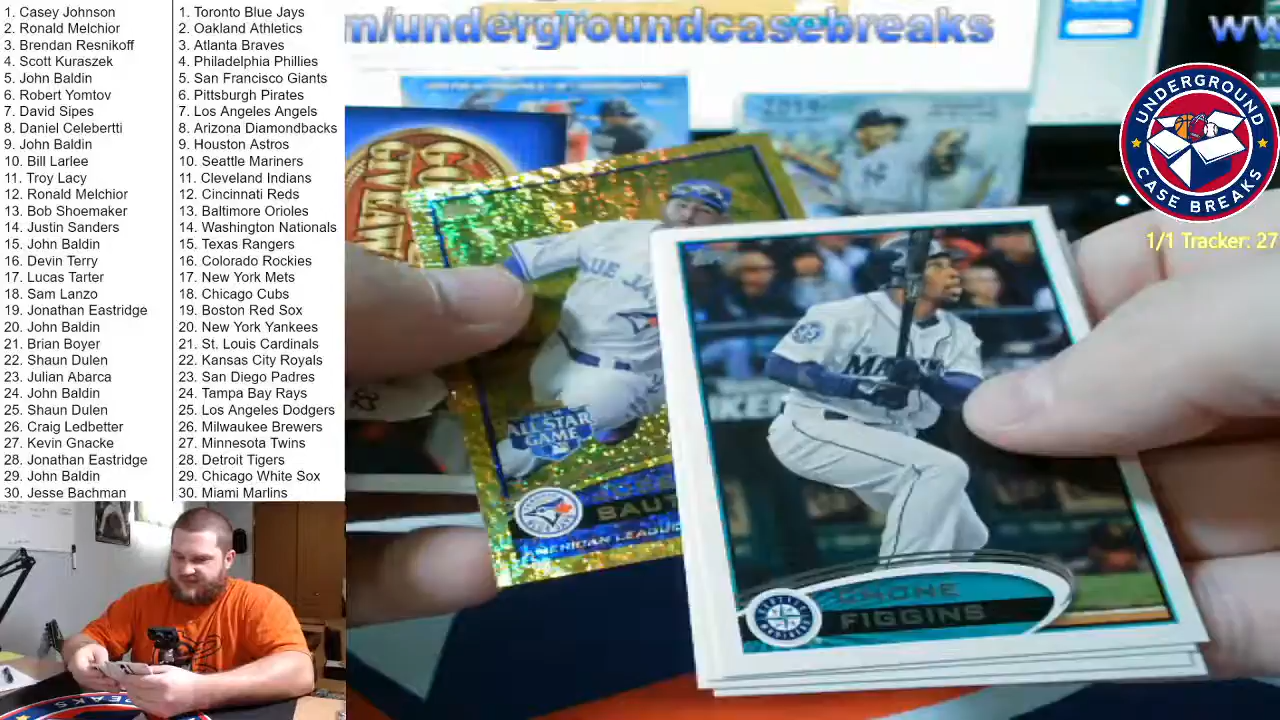 1. Casey Johnson
2. Ronald Melchior
3. Brendan Resnikoff
4. Scott Kuraszek
5. John Baldin
6. Robert Yomtov
7. David Sipes
8. Daniel Celebertti
9. John Baldin
10. Bill Larlee
11. Troy Lacy
12. Ronald Melchior
13. Bob Shoemaker
14. Justin Sanders
15. John Baldin
16. Devin Terry
17. Lucas Tarter
18. Sam Lanzo
19. Jonathan Eastridge
20. John Baldin
21. Brian Boyer
22. Shaun Dulen
23. Julian Abarca
24. John Baldin
25. Shaun Dulen
26. Craig Ledbetter
27. Kevin Gnacke
28. Jonathan Eastridge
29. John Baldin
30. Jesse Bachman
1. Toronto Blue Jays
2. Oakland Athletics
3. Atlanta Braves
4. Philadelphia Phillies
5. San Francisco Giants
6. Pittsburgh Pirates
7. Los Angeles Angels
8. Arizona Diamondbacks
9. Houston Astros
10. Seattle Mariners
11. Cleveland Indians
12. Cincinnati Reds
13. Baltimore Orioles
14. Washington Nationals
15. Texas Rangers
16. Colorado Rockies
17. New York Mets
18. Chicago Cubs
19. Boston Red Sox
20. New York Yankees
21. St. Louis Cardinals
22. Kansas City Royals
23. San Diego Padres
24. Tampa Bay Rays
25. Los Angeles Dodgers
26. Milwaukee Brewers
27. Minnesota Twins
28. Detroit Tigers
29. Chicago White Sox
30. Miami Marlins
m/undergroundcasebreaks
ww
UNDERGROUND
CASE BREAKS
1/1 Tracker: 27
UE JA
ALL STAR
GAME
BAU
AMERICAN LEAGU
MA
CHONE
FIGGINS